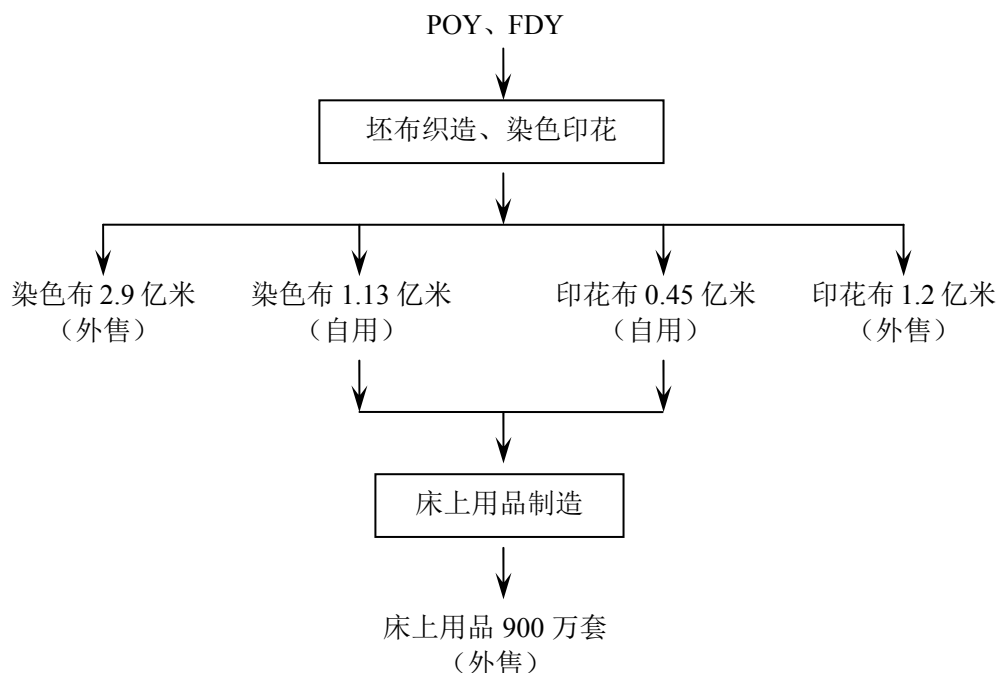 POY、FDY
坯布织造、染色印花
染色布 2.9 亿米
（外售）
染色布 1.13 亿米
（自用）
印花布 0.45 亿米
（自用）
印花布 1.2 亿米
（外售）
床上用品制造
床上用品 900 万套
（外售）